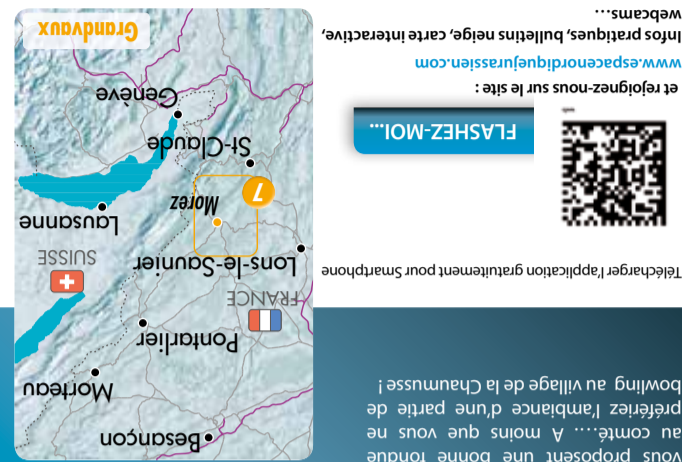 vous proposent une bonne fondue
au comté.... A moins que vous ne
préfériez l'ambiance d'une partie de
bowling au village de la Chaumusse !
Télécharger l'application gratuitement pour Smartphone
FLASHEZ-MOI...
et rejoignez-nous sur le site :
www.espacenordiquejurassien.com
Infos pratiques, bulletins neige, carte interactive,
webcams...
Besançon
Morteau
Pontarlier
FRANCE
SUISSE
Lons-le-Saunier
Lausanne
Morez
7
St-Claude
Genève
Grandvaux